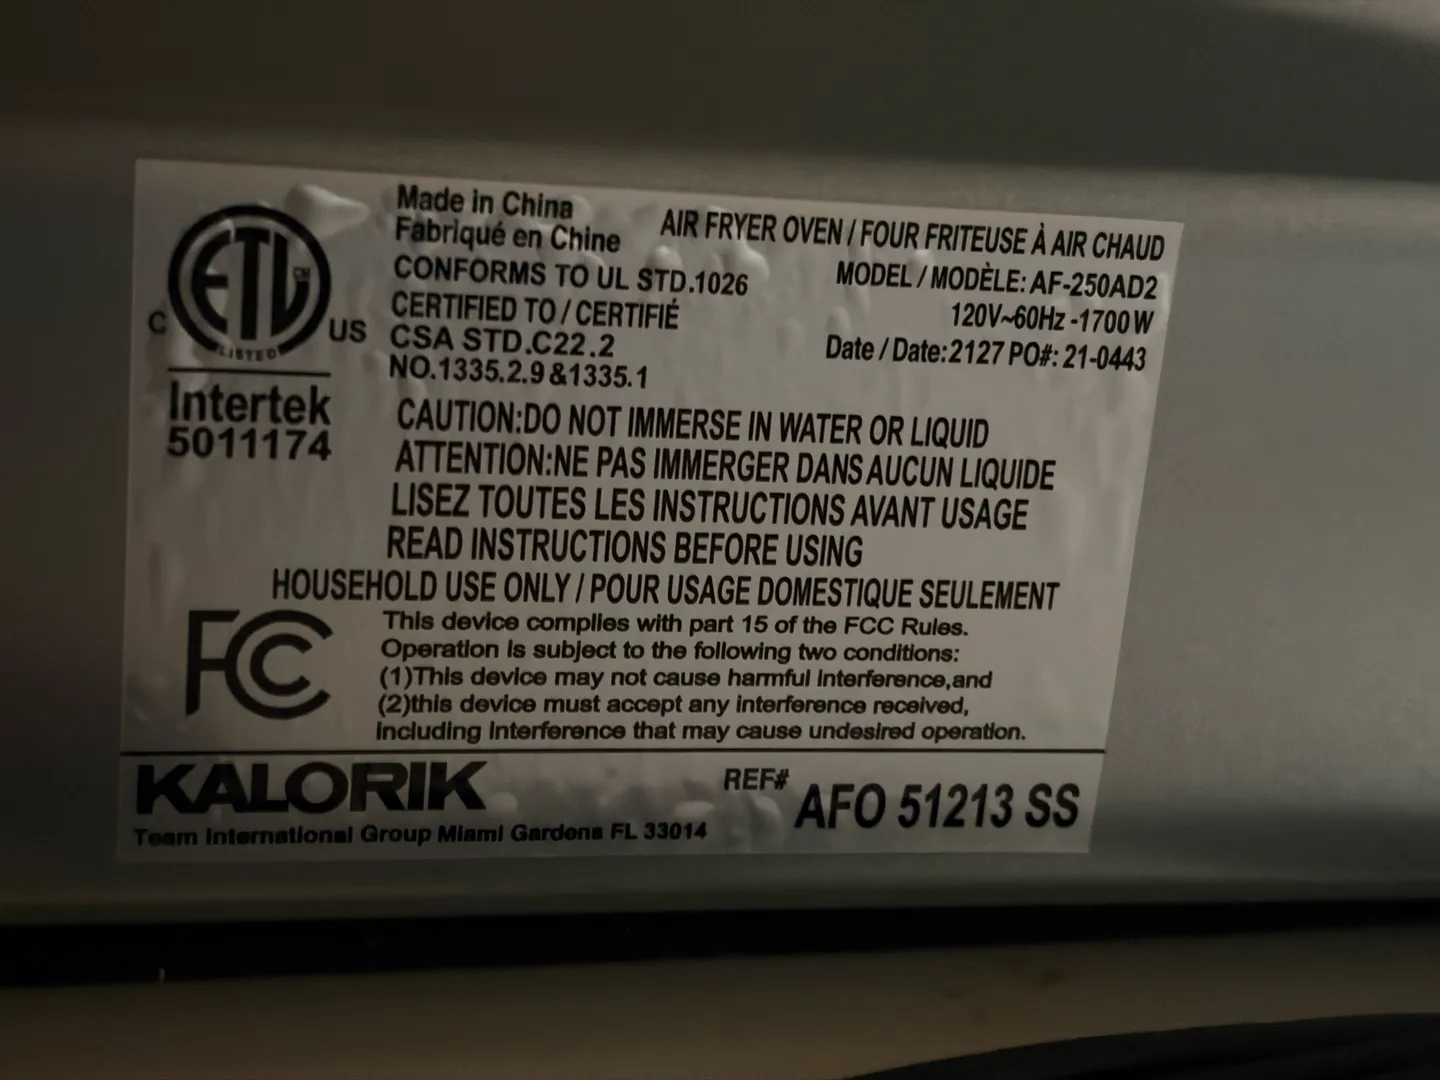 Made in China
Fabriqué en Chine
CONFORMS TO UL STD.1026
CERTIFIED TO / CERTIFIÉ
CSA STD.C22.2
NO.1335.2.9 &1335.1
AIR FRYER OVEN / FOUR FRITEUSE À AIR CHAUD
MODEL / MODÈLE: AF-250AD2
120V~60Hz -1700W
Date / Date:2127 PO#: 21-0443
ETL CM
LISTED
C US
Intertek
5011174
CAUTION:DO NOT IMMERSE IN WATER OR LIQUID
ATTENTION:NE PAS IMMERGER DANS AUCUN LIQUIDE
LISEZ TOUTES LES INSTRUCTIONS AVANT USAGE
READ INSTRUCTIONS BEFORE USING
HOUSEHOLD USE ONLY / POUR USAGE DOMESTIQUE SEULEMENT
FC
This device complies with part 15 of the FCC Rules.
Operation is subject to the following two conditions:
(1)This device may not cause harmful interference,and
(2)this device must accept any interference received,
including interference that may cause undesired operation.
KALORIK
Team International Group Miami Gardens FL 33014
REF# AFO 51213 SS